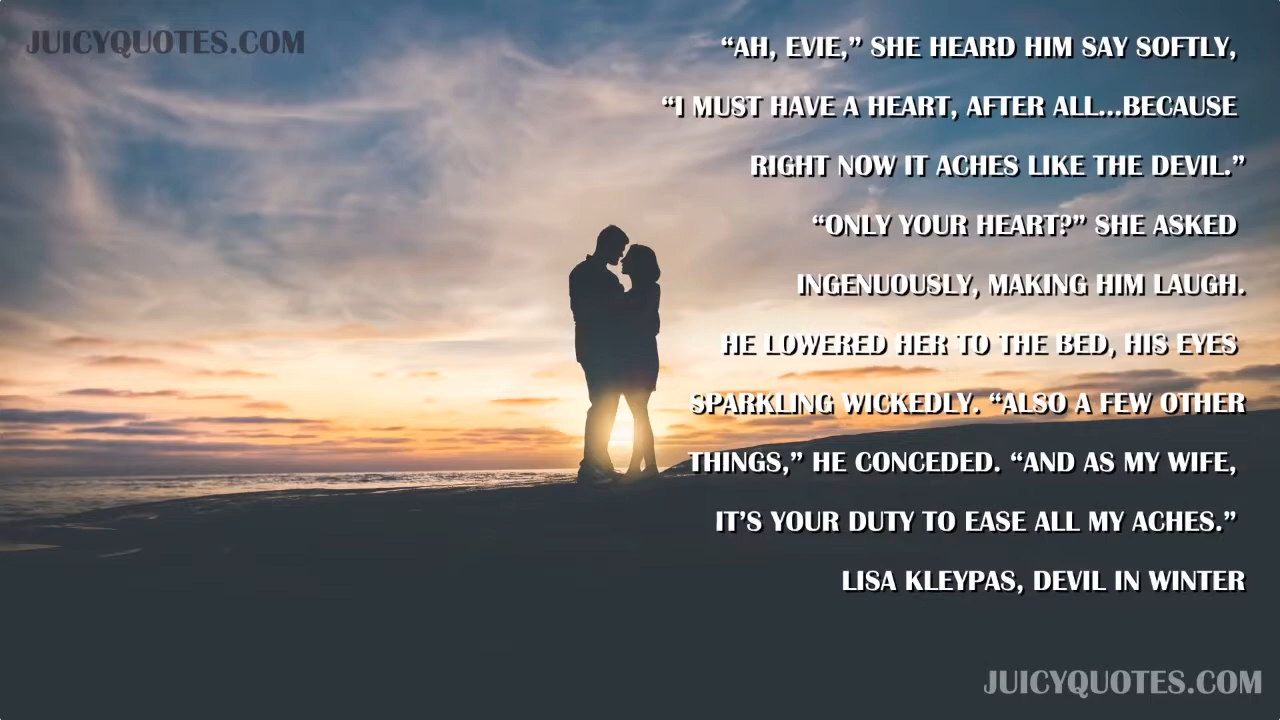 JUICYQUOTES.COM
“AH, EVIE,” SHE HEARD HIM SAY SOFTLY,
“I MUST HAVE A HEART, AFTER ALL...BECAUSE
RIGHT NOW IT ACHES LIKE THE DEVIL.”
“ONLY YOUR HEART?” SHE ASKED
INGENUOUSLY, MAKING HIM LAUGH.
HE LOWERED HER TO THE BED, HIS EYES
SPARKLING WICKEDLY. “ALSO A FEW OTHER
THINGS,” HE CONCEDED. “AND AS MY WIFE,
IT’S YOUR DUTY TO EASE ALL MY ACHES.”
LISA KLEYPAS, DEVIL IN WINTER
JUICYQUOTES.COM